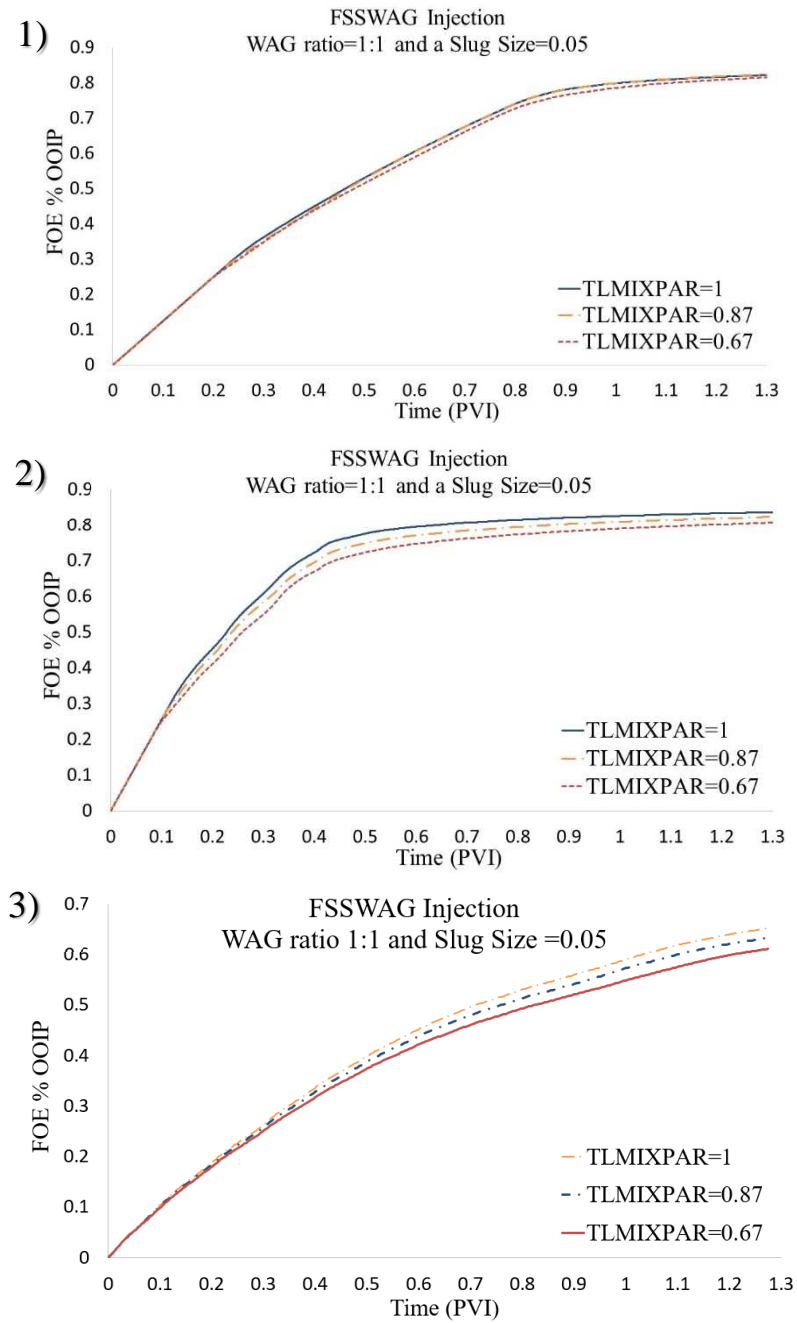 1)
FSSWAG Injection
WAG ratio=1:1 and a Slug Size=0.05
FOE % OOIP
0.9
0.8
0.7
0.6
0.5
0.4
0.3
0.2
0.1
0
TLMIXPAR=1
TLMIXPAR=0.87
TLMIXPAR=0.67
0 0.1 0.2 0.3 0.4 0.5 0.6 0.7 0.8 0.9 1 1.1 1.2 1.3
Time (PVI)
2)
FSSWAG Injection
WAG ratio=1:1 and a Slug Size=0.05
FOE % OOIP
0.9
0.8
0.7
0.6
0.5
0.4
0.3
0.2
0.1
0
TLMIXPAR=1
TLMIXPAR=0.87
TLMIXPAR=0.67
0 0.1 0.2 0.3 0.4 0.5 0.6 0.7 0.8 0.9 1 1.1 1.2 1.3
Time (PVI)
3)
FSSWAG Injection
WAG ratio 1:1 and Slug Size =0.05
FOE % OOIP
0.7
0.6
0.5
0.4
0.3
0.2
0.1
0
TLMIXPAR=1
TLMIXPAR=0.87
TLMIXPAR=0.67
0 0.1 0.2 0.3 0.4 0.5 0.6 0.7 0.8 0.9 1 1.1 1.2 1.3
Time (PVI)